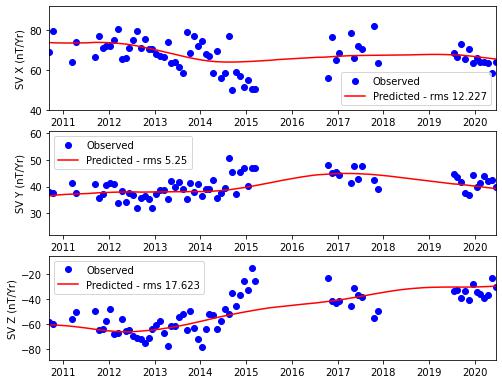 SV X (nT/Yr)
80
60
40
Observed
Predicted - rms 12.227
2011 2012 2013 2014 2015 2016 2017 2018 2019 2020
SV Y (nT/Yr)
60
50
40
30
Observed
Predicted - rms 5.25
2011 2012 2013 2014 2015 2016 2017 2018 2019 2020
SV Z (nT/Yr)
−20
−40
−60
−80
Observed
Predicted - rms 17.623
2011 2012 2013 2014 2015 2016 2017 2018 2019 2020